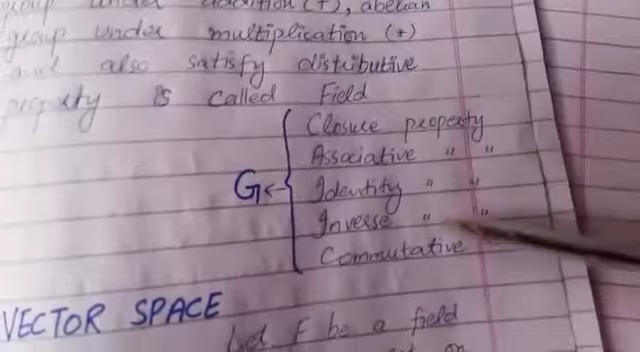 group under addition (+), abelian
group under multiplication (*)
and also satisfy distributive
property is called Field
Closure property
Associative " "
G Identity " "
Inverse " "
Commutative
VECTOR SPACE
Let F be a field
on